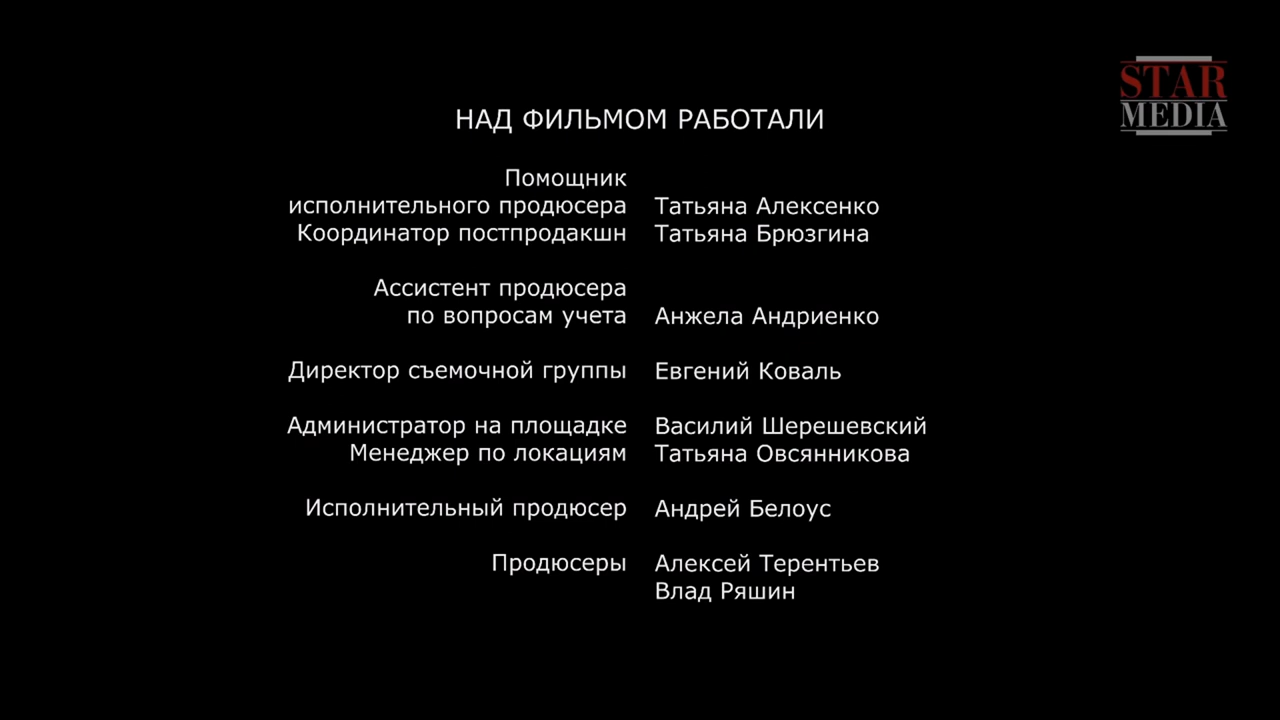 STAR
MEDIA
НАД ФИЛЬМОМ РАБОТАЛИ
Помощник
исполнительного продюсера Татьяна Алексенко
Координатор постпродакшн Татьяна Брюзгина
Ассистент продюсера
по вопросам учета Анжела Андриенко
Директор съемочной группы Евгений Коваль
Администратор на площадке Василий Шерешевский
Менеджер по локациям Татьяна Овсянникова
Исполнительный продюсер Андрей Белоус
Продюсеры Алексей Терентьев
Влад Ряшин